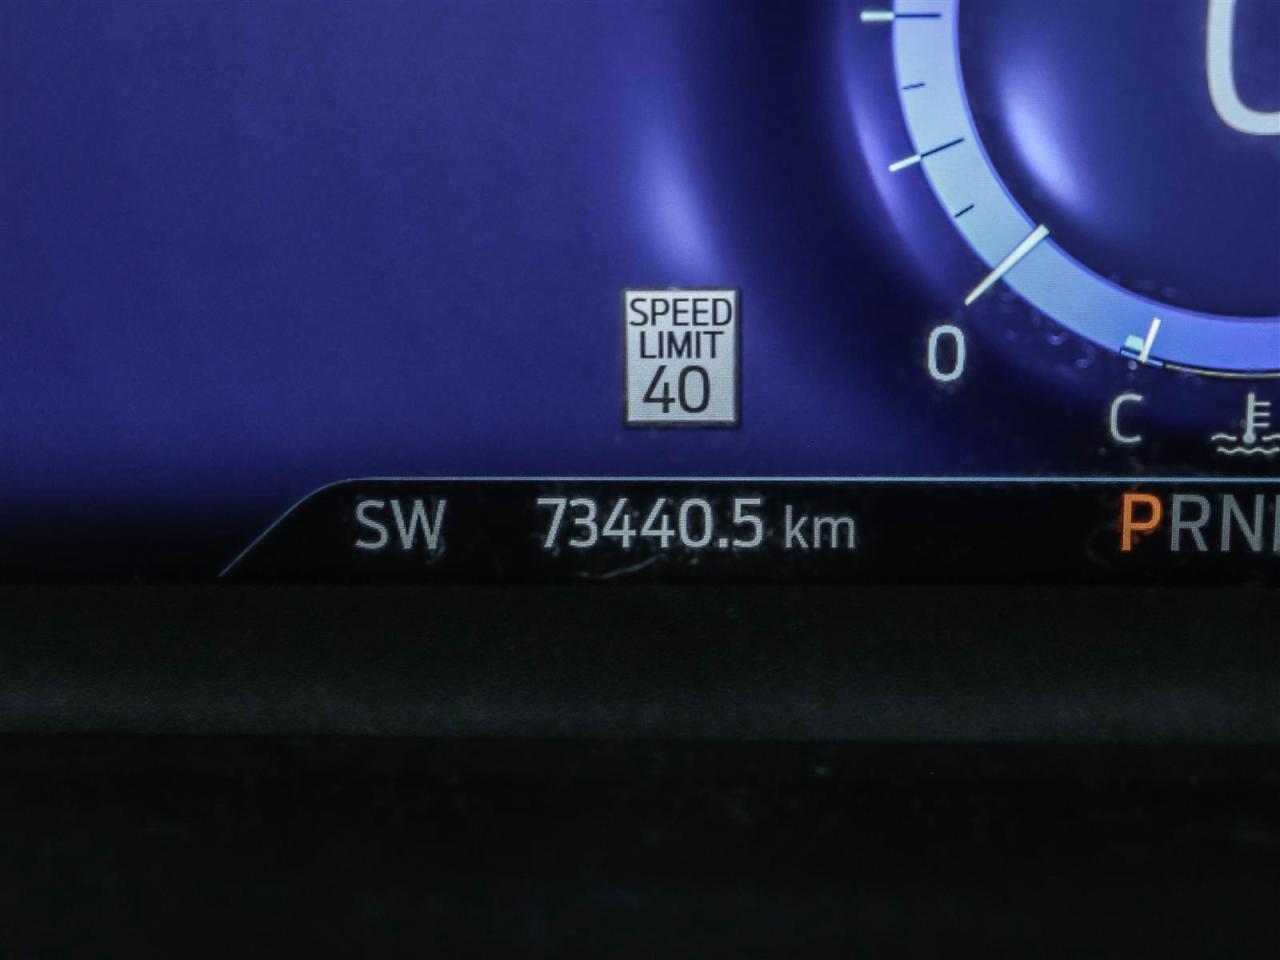 SPEED
LIMIT
40
0
C
SW 73440.5 km PRN